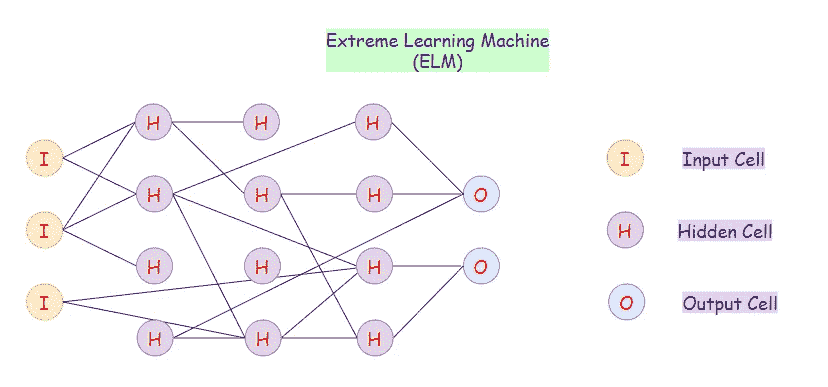 Extreme Learning Machine
(ELM)
H H H
I I Input Cell
H H H O
I H Hidden Cell
H H H O
I O Output Cell
H H H